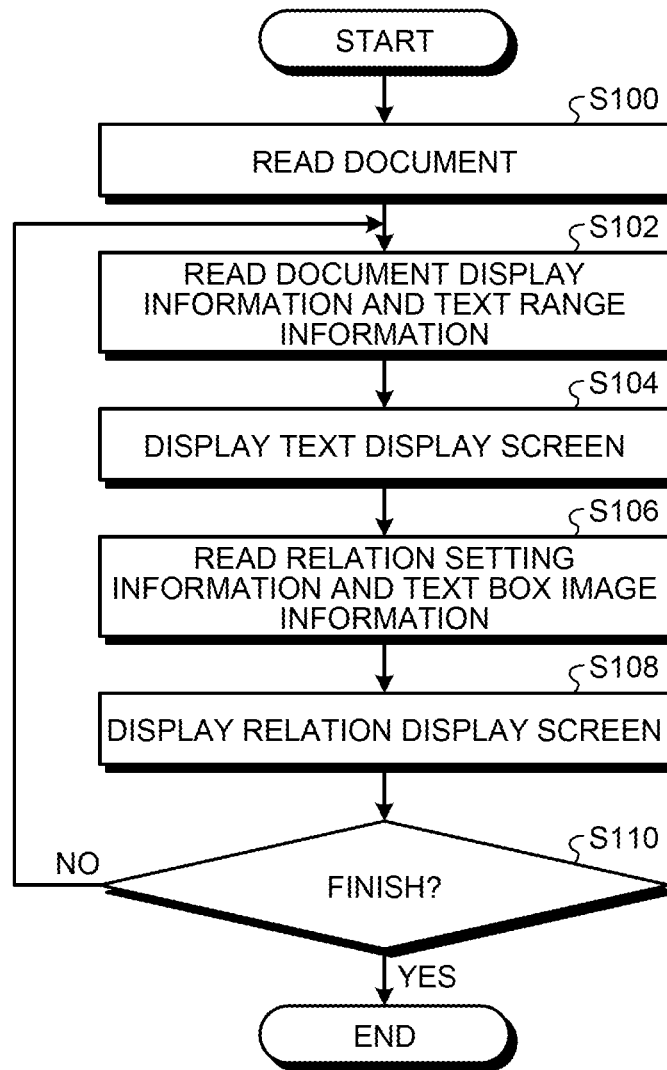 START
S100
READ DOCUMENT
S102
READ DOCUMENT DISPLAY
INFORMATION AND TEXT RANGE
INFORMATION
S104
DISPLAY TEXT DISPLAY SCREEN
S106
READ RELATION SETTING
INFORMATION AND TEXT BOX IMAGE
INFORMATION
S108
DISPLAY RELATION DISPLAY SCREEN
S110
NO
FINISH?
YES
END